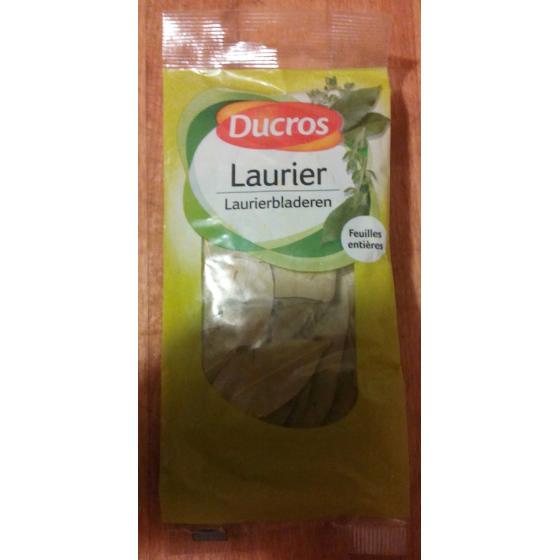 Ducros
Laurier
Laurierbladeren
Feuilles
entières